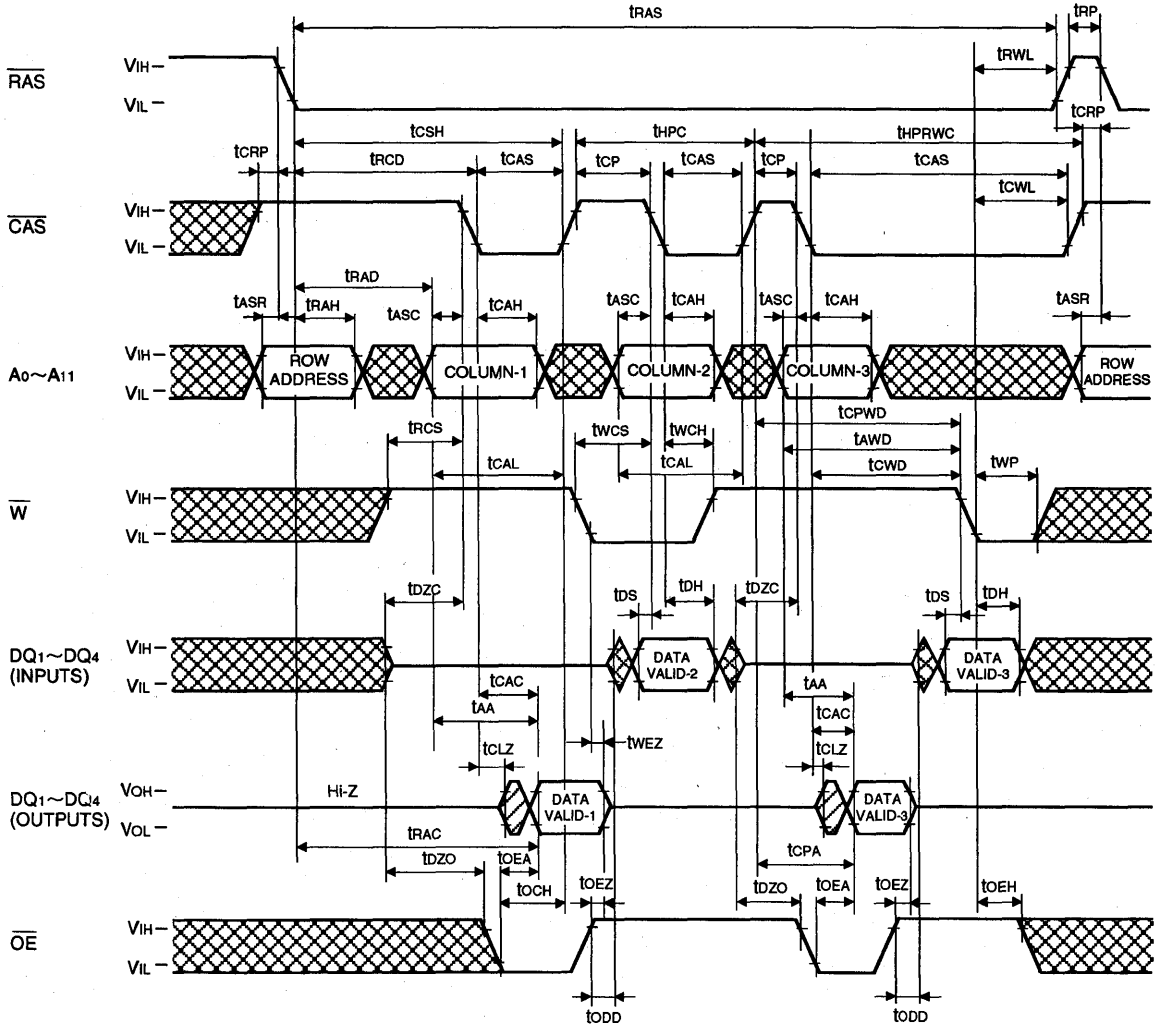 tRAS
tRP
tRWL
RAS
VIH
VIL
tCRP
tCSH
tHPC
tHPRWC
tCRP
tRCD
tCAS
tCP
tCAS
tCP
tCAS
tCWL
CAS
VIH
VIL
tRAD
tASR
tRAH
tASC
tCAH
tASC
tCAH
tASC
tCAH
tASR
A0~A11
VIH
VIL
ROW ADDRESS
COLUMN-1
COLUMN-2
COLUMN-3
ROW ADDRESS
tCPWD
tRCS
tWCS
tWCH
tAWD
tCAL
tCAL
tCWD
tWP
W
VIH
VIL
tDZC
tDS
tDH
tDZC
tDS
tDH
DQ1~DQ4
(INPUTS)
VIH
VIL
DATA VALID-2
DATA VALID-3
tCAC
tAA
tAA
tCAC
tCLZ
tWEZ
tCLZ
DQ1~DQ4
(OUTPUTS)
VOH
VOL
Hi-Z
DATA VALID-1
DATA VALID-3
tRAC
tCPA
tDZO
tOEA
tOCH
tOEZ
tDZO
tOEA
tOEZ
tOEH
OE
VIH
VIL
tODD
tODD